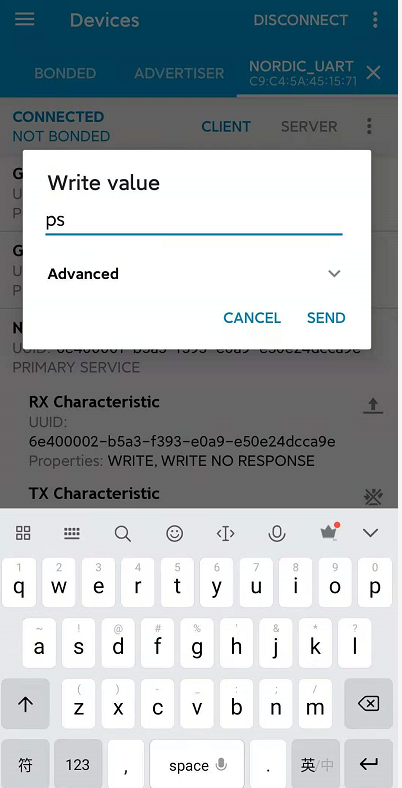 Devices
DISCONNECT
BONDED
ADVERTISER
NORDIC_UART
C9:C4:5A:45:15:71
CONNECTED
NOT BONDED
CLIENT
SERVER
G
U
P
Write value
ps
Advanced
CANCEL
SEND
G
U
P
N
UUID: 6e400001-b5a3-f393-e0a9-e50e24dcca9e
PRIMARY SERVICE
RX Characteristic
UUID:
6e400002-b5a3-f393-e0a9-e50e24dcca9e
Properties: WRITE, WRITE NO RESPONSE
TX Characteristic
1 2 3 4 5 6 7 8 9 0
q w e r t y u i o p
~ ! @ # % ' & * ?
a s d f g h j k l
( ) - _ : ; /
z x c v b n m
符 123 , space . 英/中